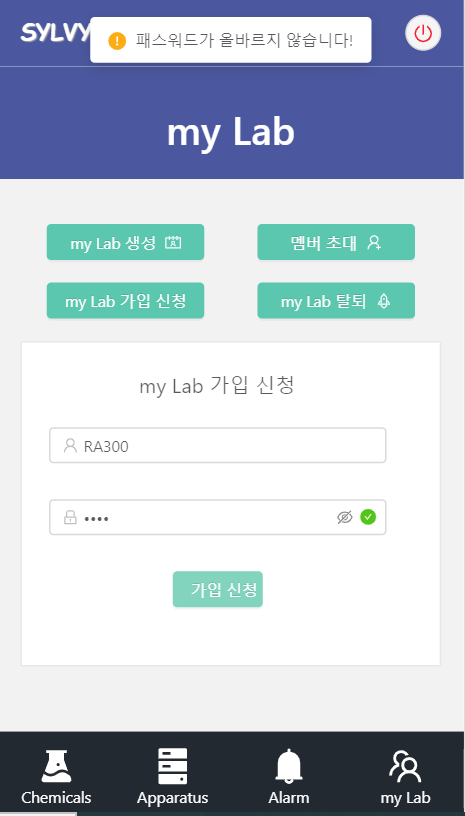 SYLVY
패스워드가 올바르지 않습니다!
my Lab
my Lab 생성
멤버 초대
my Lab 가입 신청
my Lab 탈퇴
my Lab 가입 신청
RA300
••••
가입 신청
Chemicals
Apparatus
Alarm
my Lab